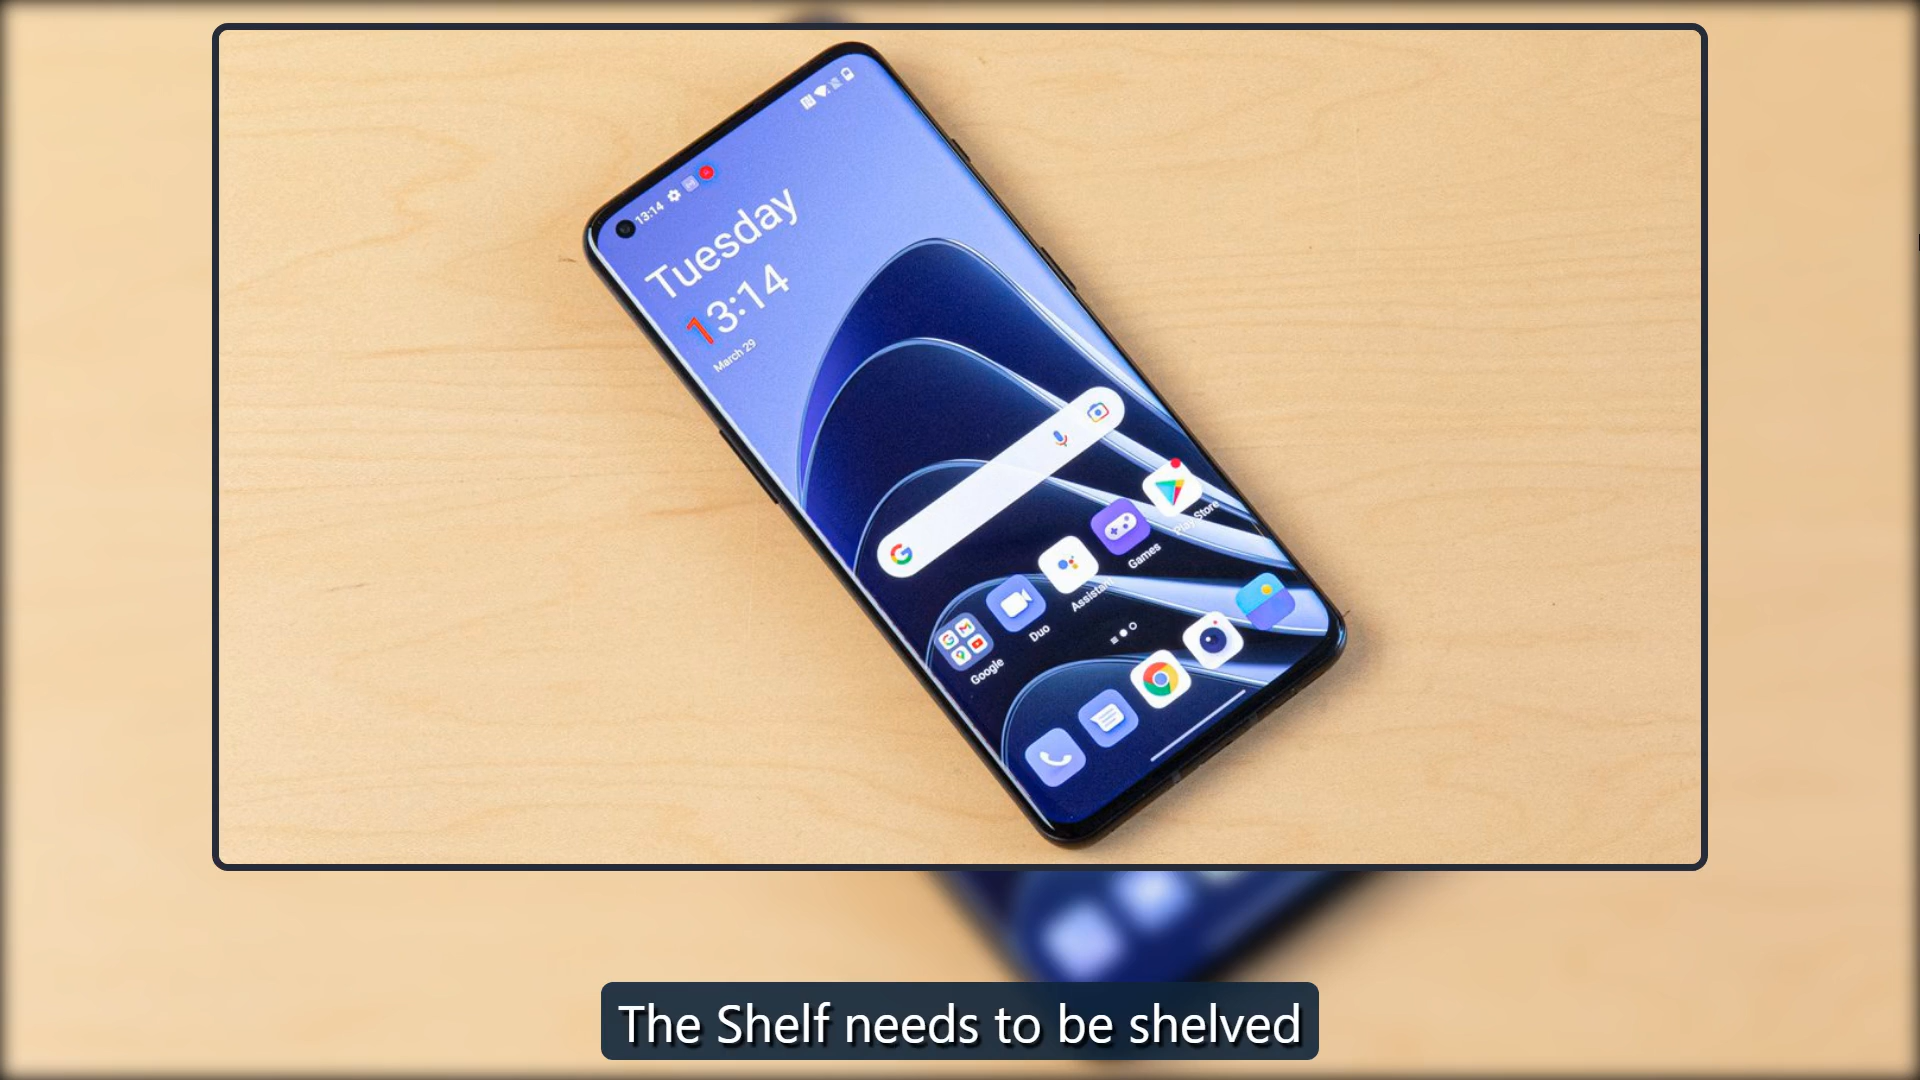 13:14
Tuesday
13:14
March 29
Play Store
Games
Assistant
Duo
Google
The Shelf needs to be shelved